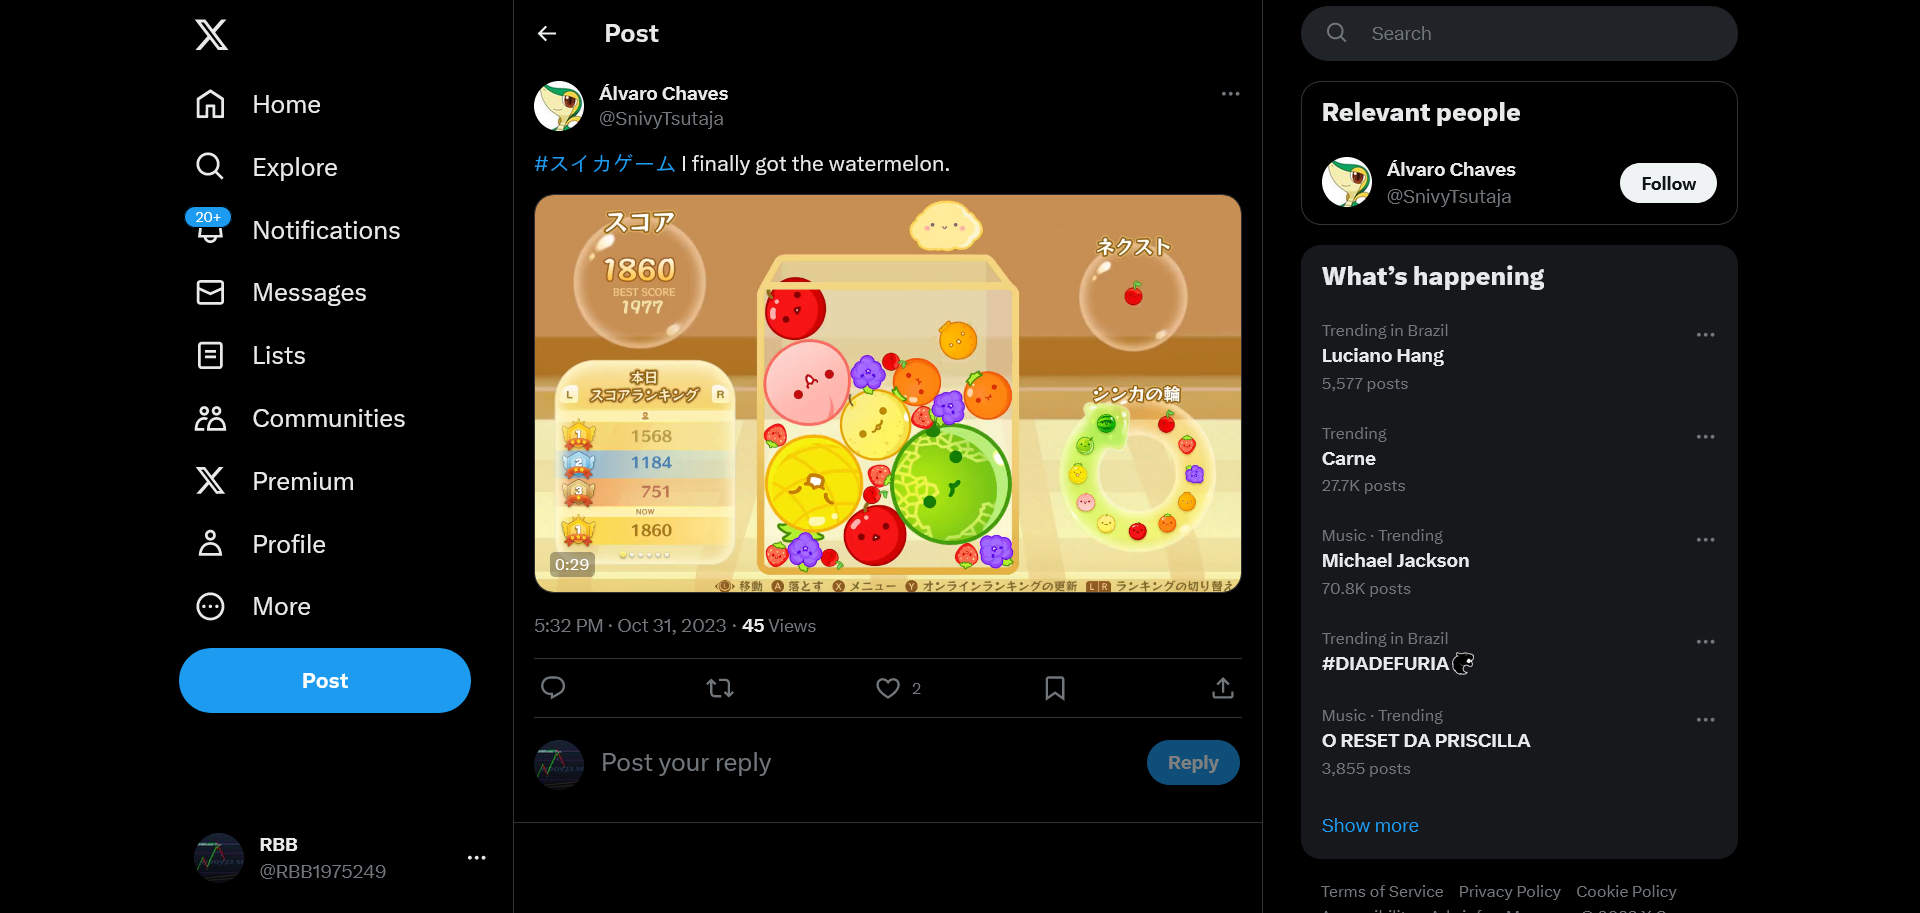 Home
Explore
20+
Notifications
Messages
Lists
Communities
Premium
Profile
More
Post
RBB
@RBB1975249
Post
Álvaro Chaves
@SnivyTsutaja
#スイカゲーム I finally got the watermelon.
スコア
1860
BEST SCORE
1977
本日
L スコアランキング R
1 1568
2 1184
3 751
NOW
1 1860
0:29
ネクスト
シンカの輪
L 移動 A 落とす X メニュー Y オンラインランキングの更新 L R ランキングの切り替え
5:32 PM · Oct 31, 2023 · 45 Views
2
Post your reply
Reply
Search
Relevant people
Álvaro Chaves
@SnivyTsutaja
Follow
What’s happening
Trending in Brazil
Luciano Hang
5,577 posts
Trending
Carne
27.7K posts
Music · Trending
Michael Jackson
70.8K posts
Trending in Brazil
#DIADEFURIA
Music · Trending
O RESET DA PRISCILLA
3,855 posts
Show more
Terms of Service Privacy Policy Cookie Policy